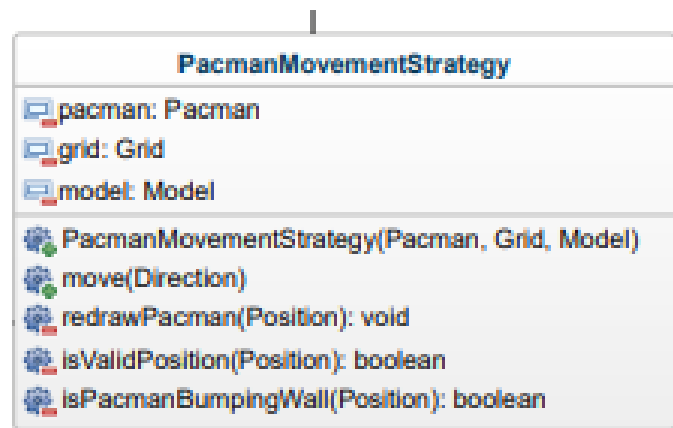 PacmanMovementStrategy
pacman: Pacman
grid: Grid
model: Model
PacmanMovementStrategy(Pacman, Grid, Model)
move(Direction)
redrawPacman(Position): void
isValidPosition(Position): boolean
isPacmanBumpingWall(Position): boolean